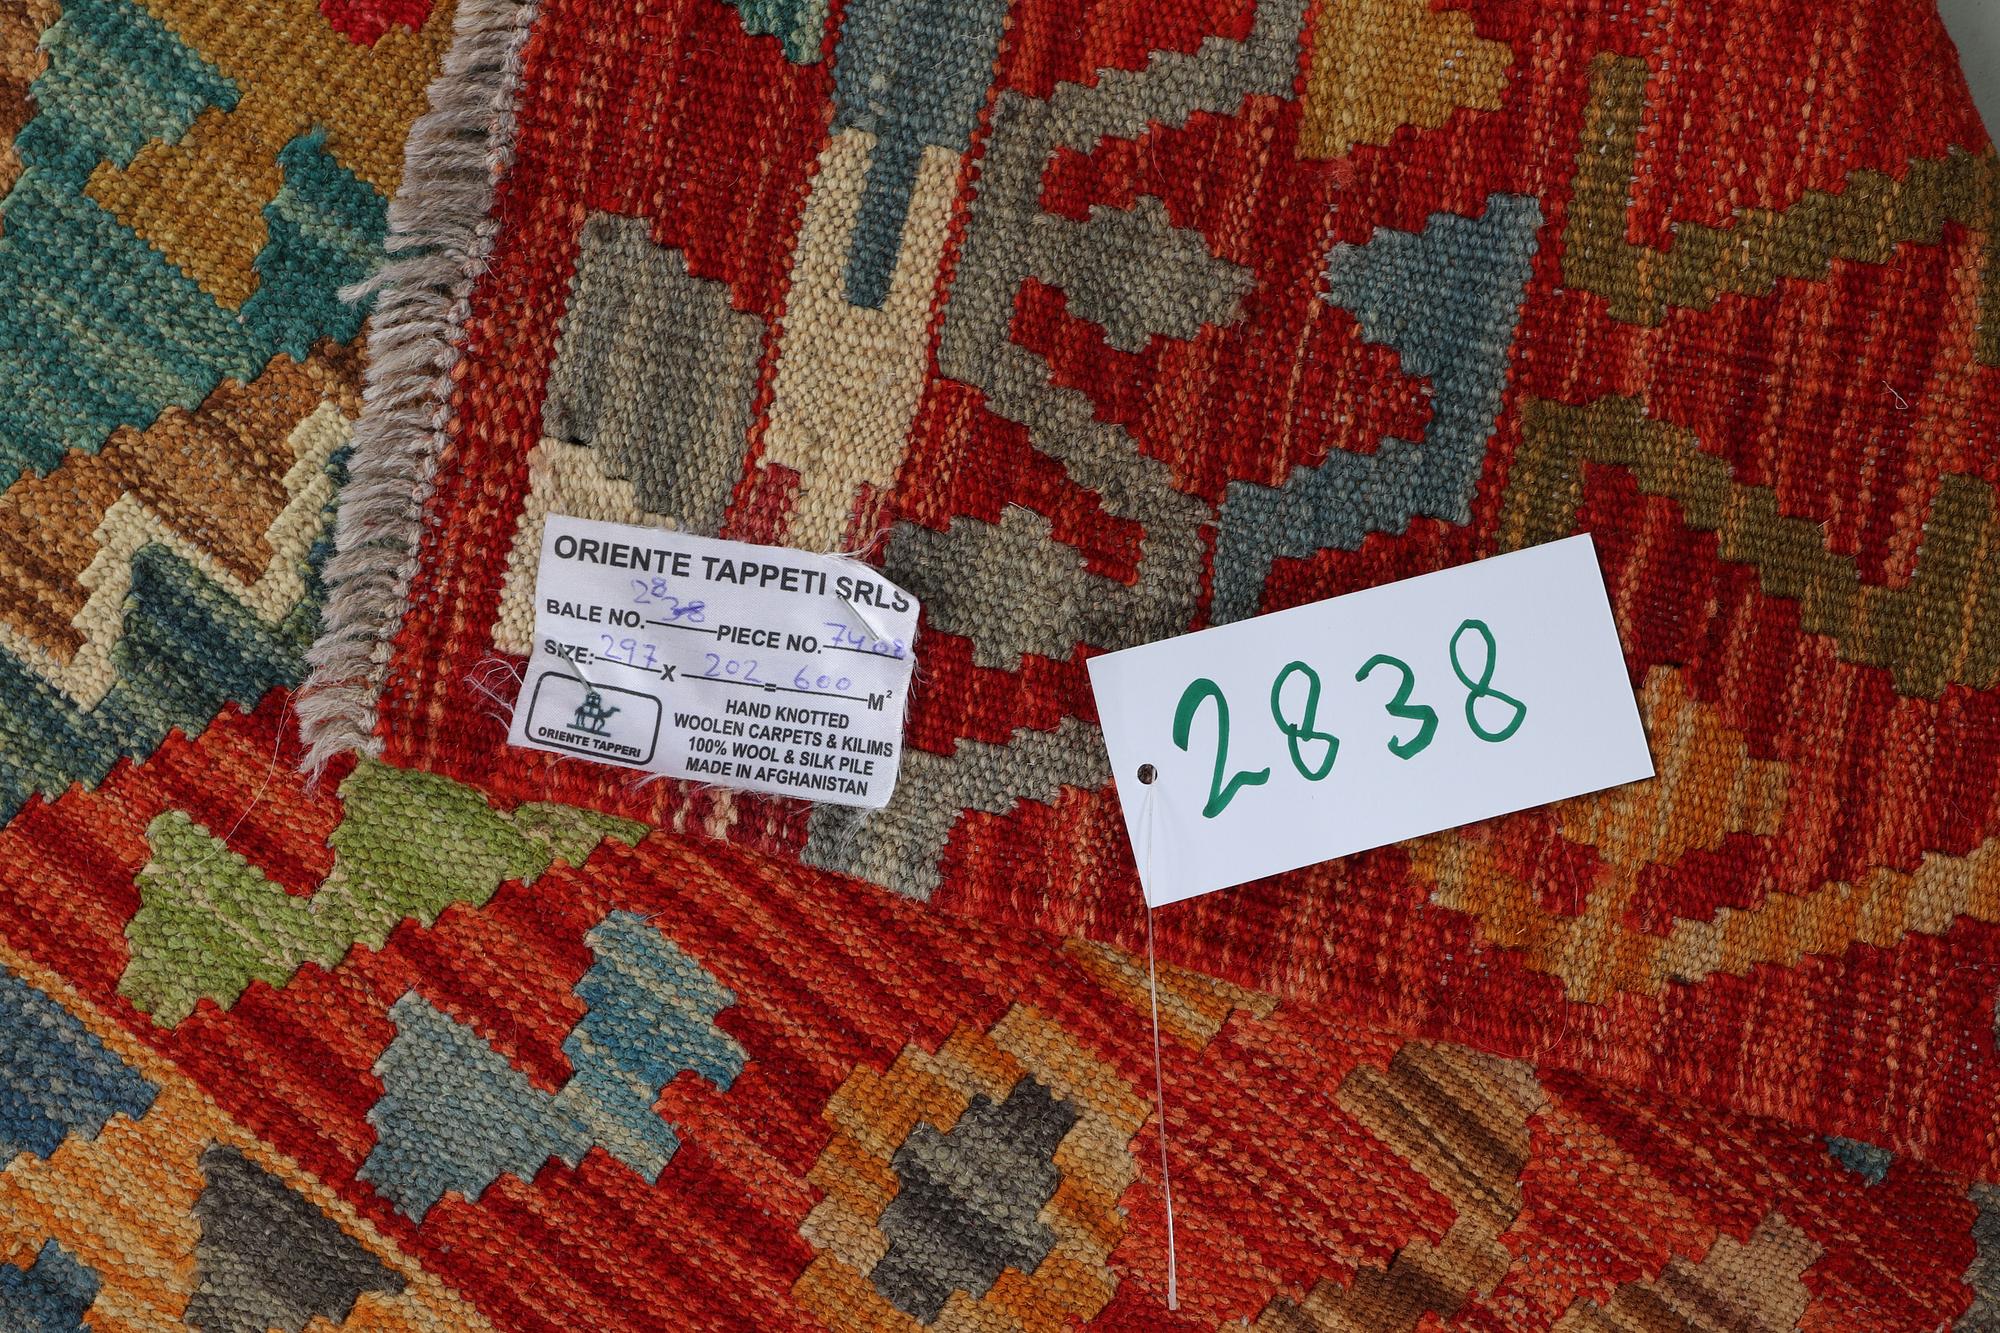 ORIENTE TAPPETI SRLS
2838
BALE NO. PIECE NO.
SIZE: 297 X 202 = 600 M²
HAND KNOTTED
WOOLEN CARPETS & KILIMS
100% WOOL & SILK PILE
MADE IN AFGHANISTAN
ORIENTE TAPPERI
2838